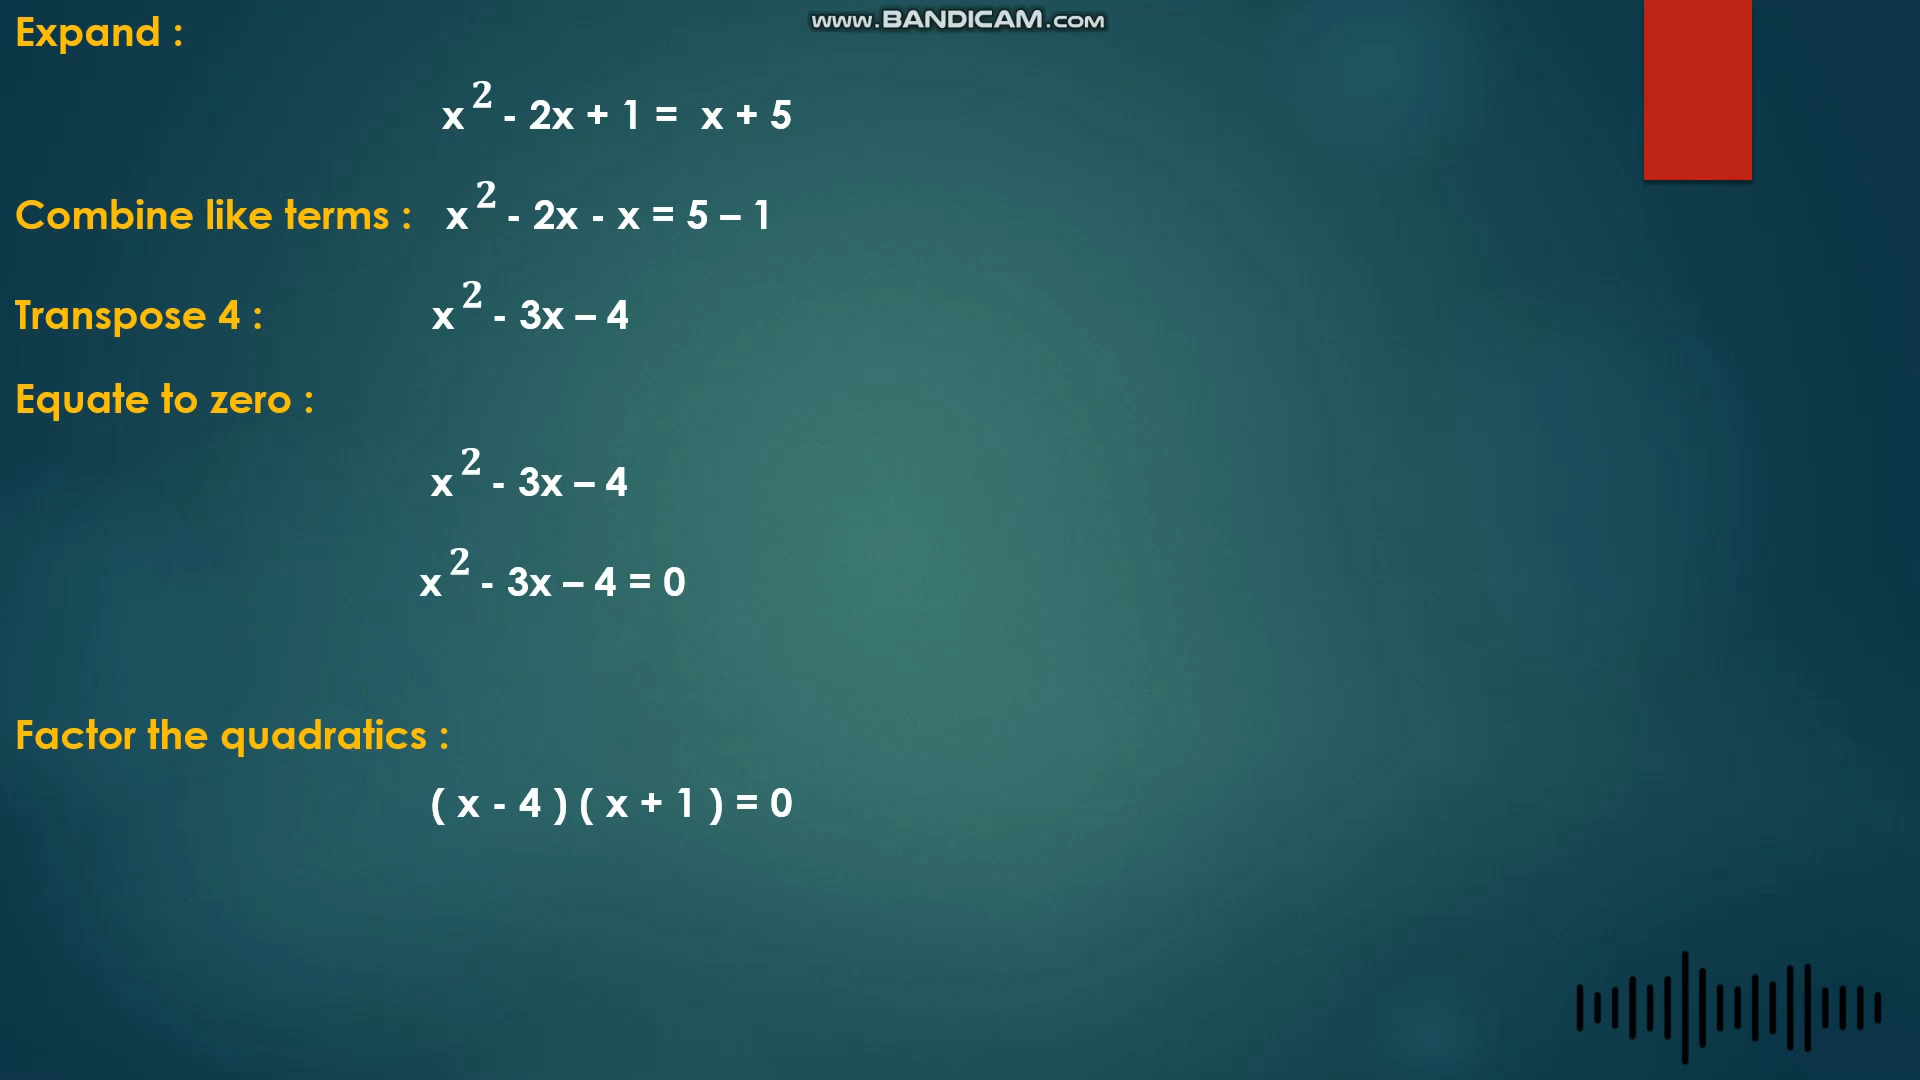 www.BANDICAM.com
Expand :
x² - 2x + 1 = x + 5
Combine like terms : x² - 2x - x = 5 – 1
Transpose 4 : x² - 3x – 4
Equate to zero :
x² - 3x – 4
x² - 3x – 4 = 0
Factor the quadratics :
( x - 4 ) ( x + 1 ) = 0